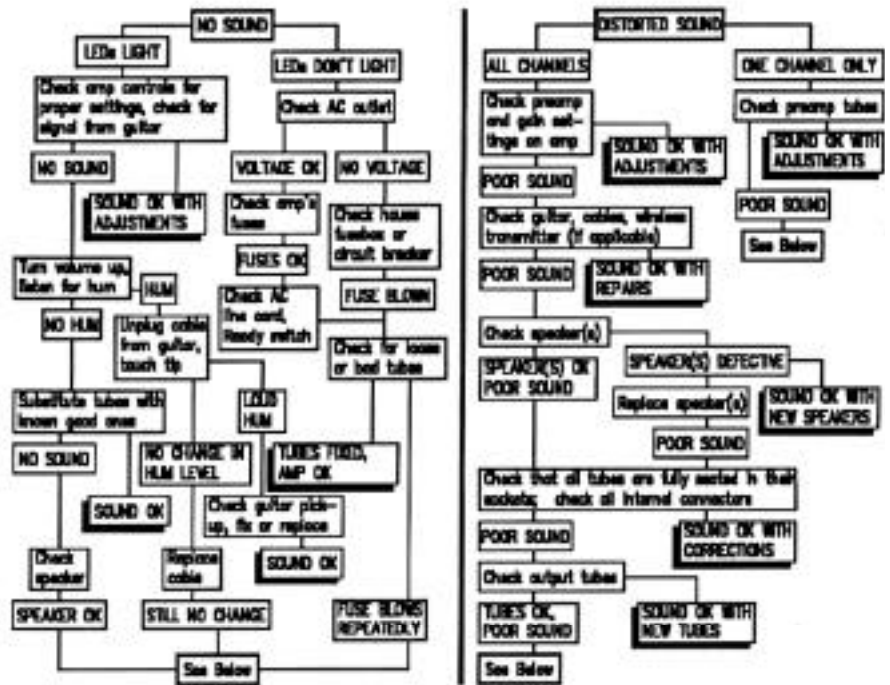 NO SOUND
LEDs LIGHT
LEDs DON'T LIGHT
Check amp controls for
proper settings, check for
signal from guitar
Check AC outlet
NO SOUND
VOLTAGE OK
NO VOLTAGE
SOUND OK WITH
ADJUSTMENTS
Check amp's
fuses
Check house
fusebox or
circuit breaker
FUSES OK
Turn volume up,
listen for hum
HUM
Check AC
line cord,
Ready switch
FUSE BLOWN
NO HUM
Unplug cable
from guitar,
touch tip
Check for loose
or bad tubes
Substitute tubes with
known good ones
LOUD
HUM
NO SOUND
NO CHANGE IN
HUM LEVEL
TUBES FIXED,
AMP OK
SOUND OK
Check guitar pick-
up, fix or replace
Check
speaker
Replace
cable
SOUND OK
SPEAKER OK
STILL NO CHANGE
FUSE BLOWS
REPEATEDLY
See Below
DISTORTED SOUND
ALL CHANNELS
ONE CHANNEL ONLY
Check preamp
and gain set-
tings on amp
Check preamp tubes
SOUND OK WITH
ADJUSTMENTS
SOUND OK WITH
ADJUSTMENTS
POOR SOUND
POOR SOUND
Check guitar, cables, wireless
transmitter (if applicable)
See Below
POOR SOUND
SOUND OK WITH
REPAIRS
Check speaker(s)
SPEAKER(S) OK
POOR SOUND
SPEAKER(S) DEFECTIVE
Replace speaker(s)
SOUND OK WITH
NEW SPEAKERS
POOR SOUND
Check that all tubes are fully seated in their
sockets; check all internal connectors
POOR SOUND
SOUND OK WITH
CORRECTIONS
Check output tubes
TUBES OK,
POOR SOUND
SOUND OK WITH
NEW TUBES
See Below